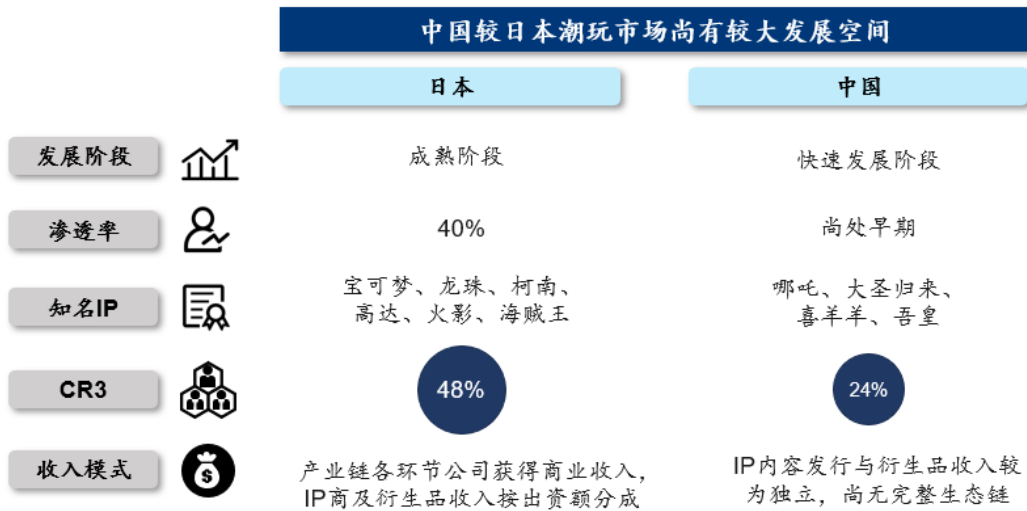 中国较日本潮玩市场尚有较大发展空间
日本
中国
发展阶段
成熟阶段
快速发展阶段
渗透率
40%
尚处早期
知名IP
宝可梦、龙珠、柯南、
高达、火影、海贼王
哪吒、大圣归来、
喜羊羊、吾皇
CR3
48%
24%
收入模式
$
产业链各环节公司获得商业收入，
IP商及衍生品收入按出资额分成
IP内容发行与衍生品收入较
为独立，尚无完整生态链